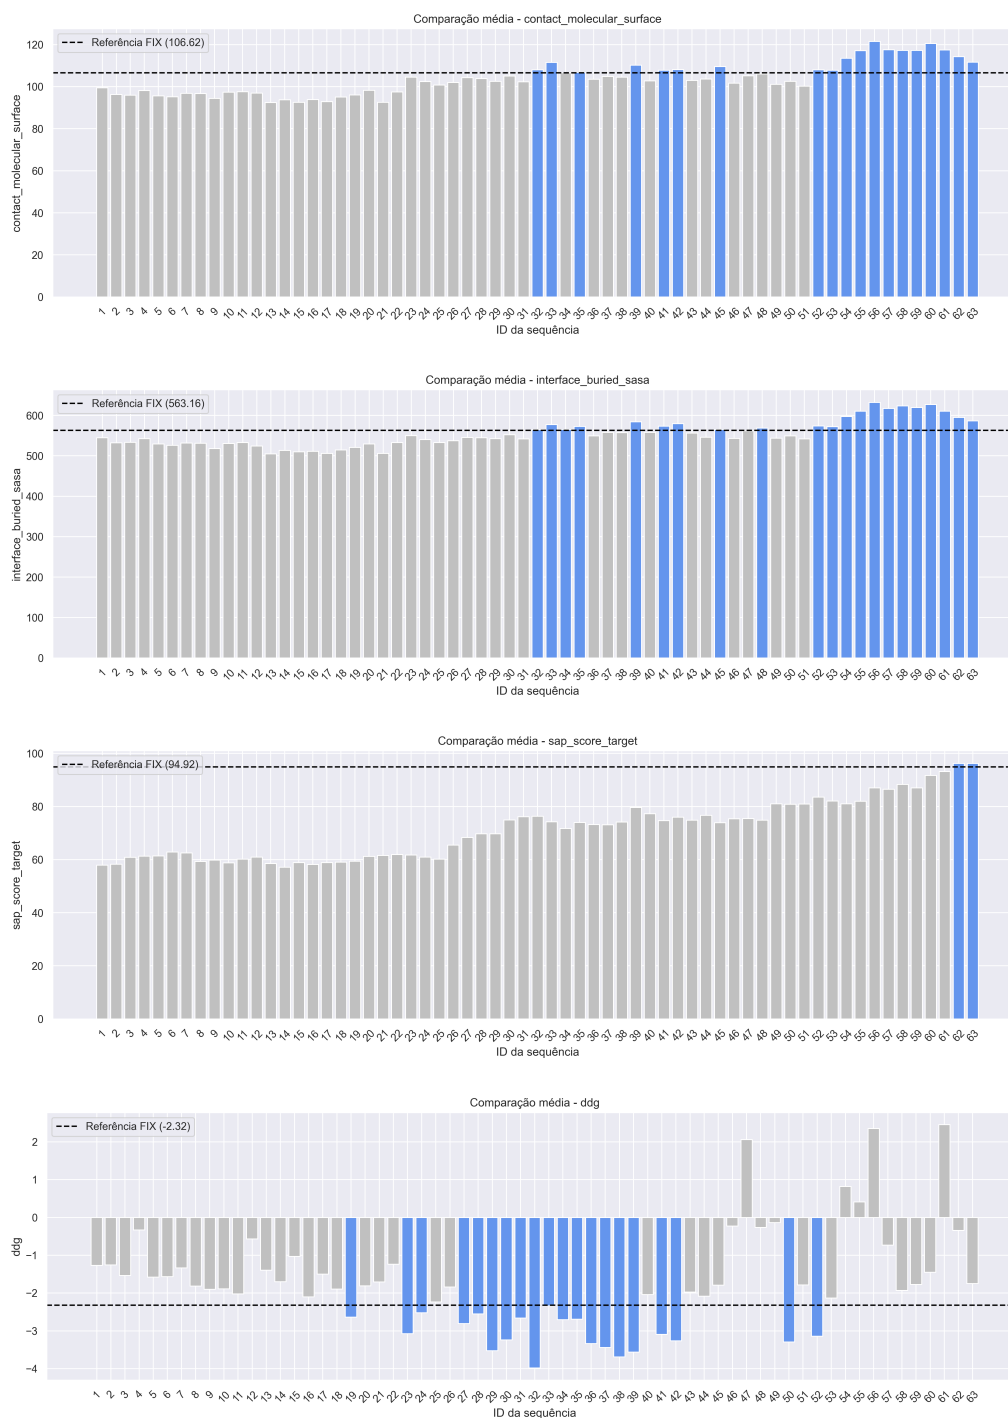 Comparação média - contact_molecular_surface
Referência FIX (106.62)
contact_molecular_surface
120
100
80
60
40
20
0
1 2 3 4 5 6 7 8 9 10 11 12 13 14 15 16 17 18 19 20 21 22 23 24 25 26 27 28 29 30 31 32 33 34 35 36 37 38 39 40 41 42 43 44 45 46 47 48 49 50 51 52 53 54 55 56 57 58 59 60 61 62 63
ID da sequência
Comparação média - interface_buried_sasa
Referência FIX (563.16)
interface_buried_sasa
600
500
400
300
200
100
0
1 2 3 4 5 6 7 8 9 10 11 12 13 14 15 16 17 18 19 20 21 22 23 24 25 26 27 28 29 30 31 32 33 34 35 36 37 38 39 40 41 42 43 44 45 46 47 48 49 50 51 52 53 54 55 56 57 58 59 60 61 62 63
ID da sequência
Comparação média - sap_score_target
Referência FIX (94.92)
sap_score_target
100
80
60
40
20
0
1 2 3 4 5 6 7 8 9 10 11 12 13 14 15 16 17 18 19 20 21 22 23 24 25 26 27 28 29 30 31 32 33 34 35 36 37 38 39 40 41 42 43 44 45 46 47 48 49 50 51 52 53 54 55 56 57 58 59 60 61 62 63
ID da sequência
Comparação média - ddg
Referência FIX (-2.32)
ddg
2
1
0
−1
−2
−3
−4
1 2 3 4 5 6 7 8 9 10 11 12 13 14 15 16 17 18 19 20 21 22 23 24 25 26 27 28 29 30 31 32 33 34 35 36 37 38 39 40 41 42 43 44 45 46 47 48 49 50 51 52 53 54 55 56 57 58 59 60 61 62 63
ID da sequência